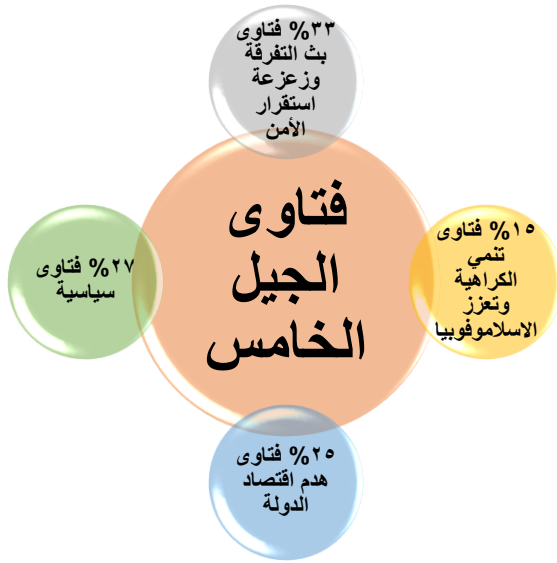 ٣٣% فتاوى
بث التفرقة
وزعزعة
استقرار
الأمن
فتاوى
الجيل
الخامس
١٥% فتاوى
تنمي
الكراهية
وتعزز
الاسلاموفوبيا
٢٧% فتاوى
سياسية
٢٥% فتاوى
هدم اقتصاد
الدولة